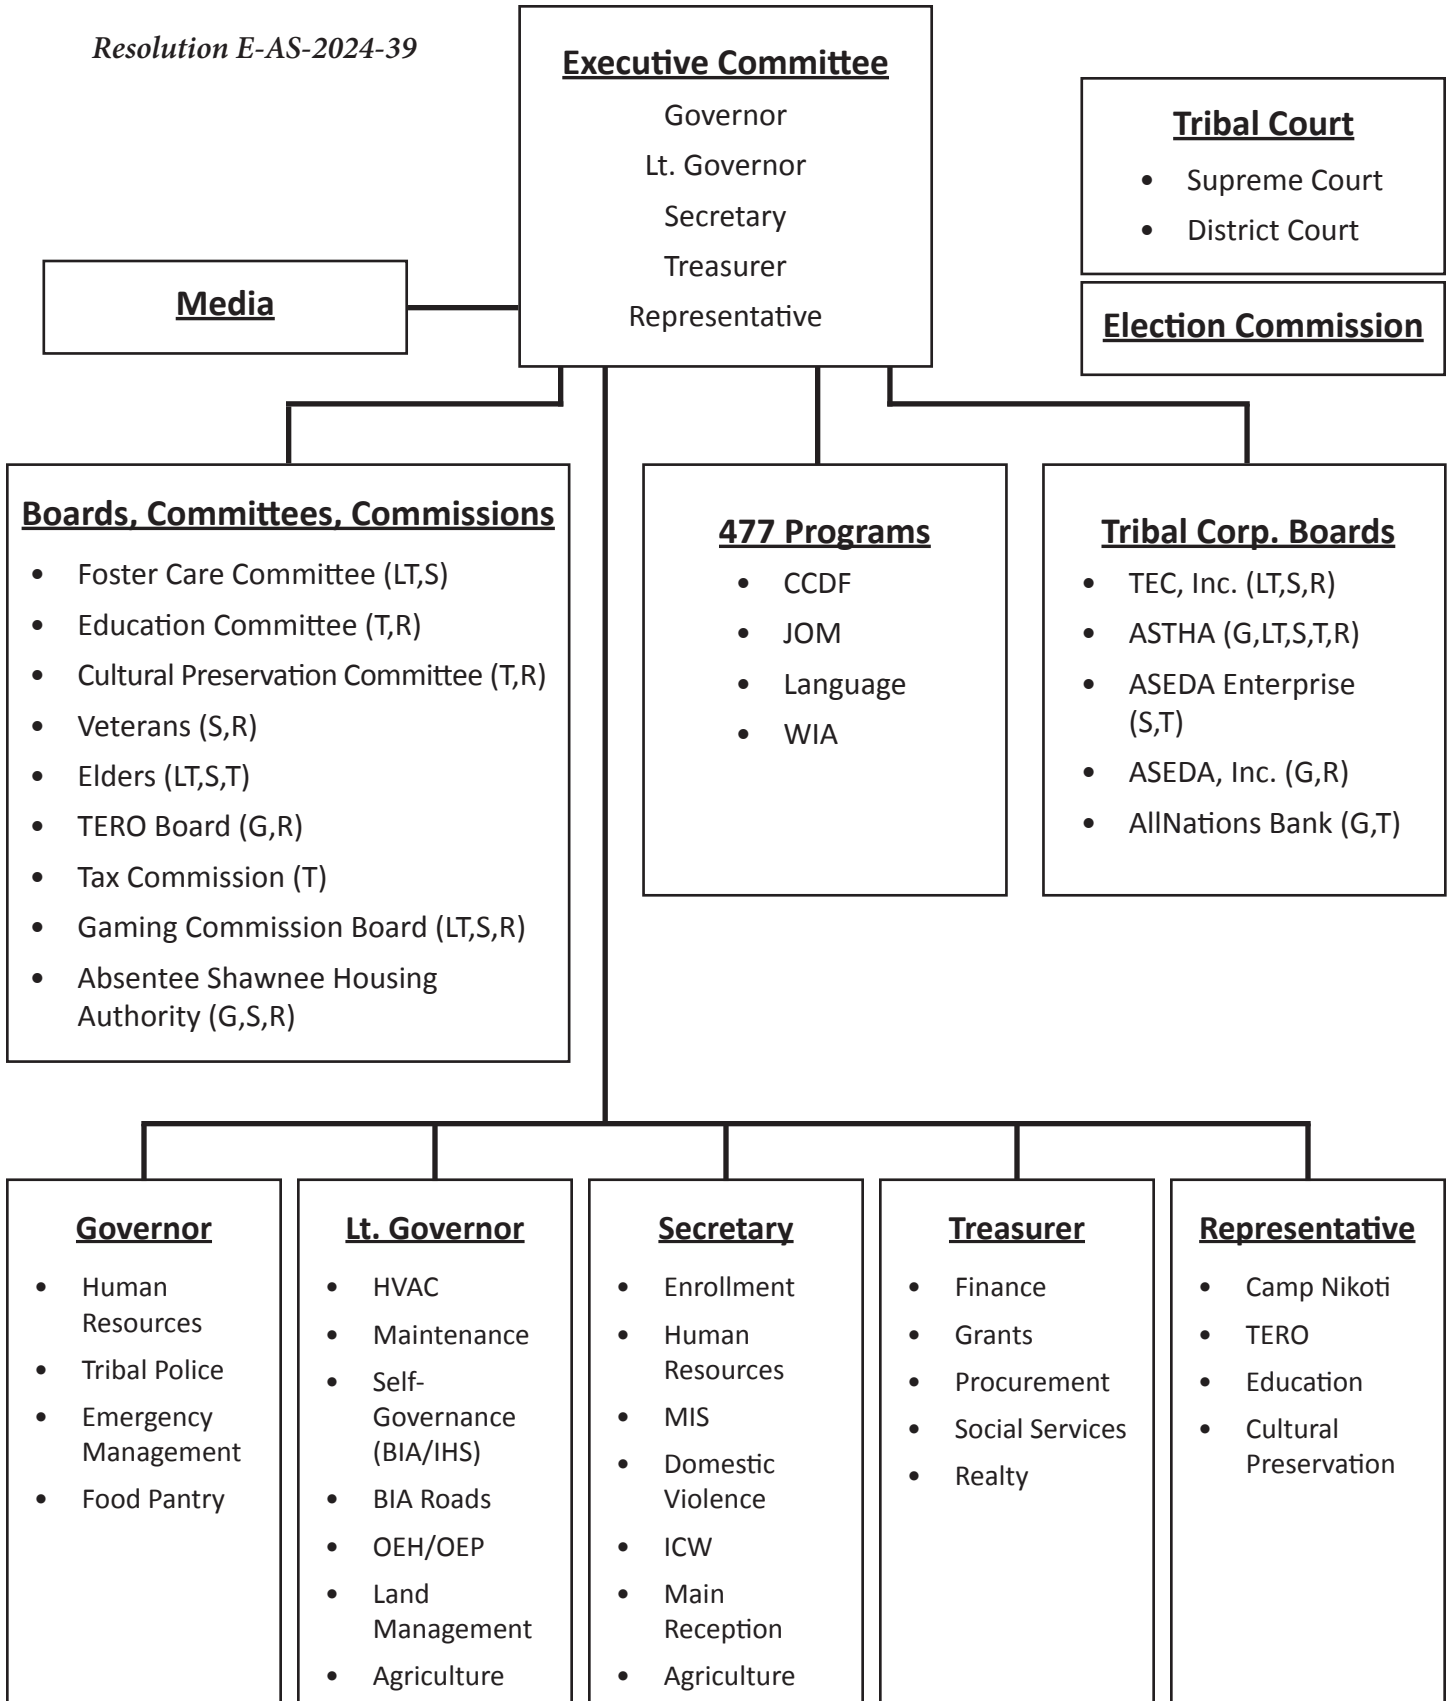 Resolution E-AS-2024-39
Executive Committee
Governor
Lt. Governor
Secretary
Treasurer
Representative
Tribal Court
• Supreme Court
• District Court
Media
Election Commission
Boards, Committees, Commissions
• Foster Care Committee (LT,S)
• Education Committee (T,R)
• Cultural Preservation Committee (T,R)
• Veterans (S,R)
• Elders (LT,S,T)
• TERO Board (G,R)
• Tax Commission (T)
• Gaming Commission Board (LT,S,R)
• Absentee Shawnee Housing
Authority (G,S,R)
477 Programs
• CCDF
• JOM
• Language
• WIA
Tribal Corp. Boards
• TEC, Inc. (LT,S,R)
• ASTHA (G,LT,S,T,R)
• ASEDA Enterprise
(S,T)
• ASEDA, Inc. (G,R)
• AllNations Bank (G,T)
Governor
• Human
Resources
• Tribal Police
• Emergency
Management
• Food Pantry
Lt. Governor
• HVAC
• Maintenance
• Self-
Governance
(BIA/IHS)
• BIA Roads
• OEH/OEP
• Land
Management
• Agriculture
Secretary
• Enrollment
• Human
Resources
• MIS
• Domestic
Violence
• ICW
• Main
Reception
• Agriculture
Treasurer
• Finance
• Grants
• Procurement
• Social Services
• Realty
Representative
• Camp Nikoti
• TERO
• Education
• Cultural
Preservation